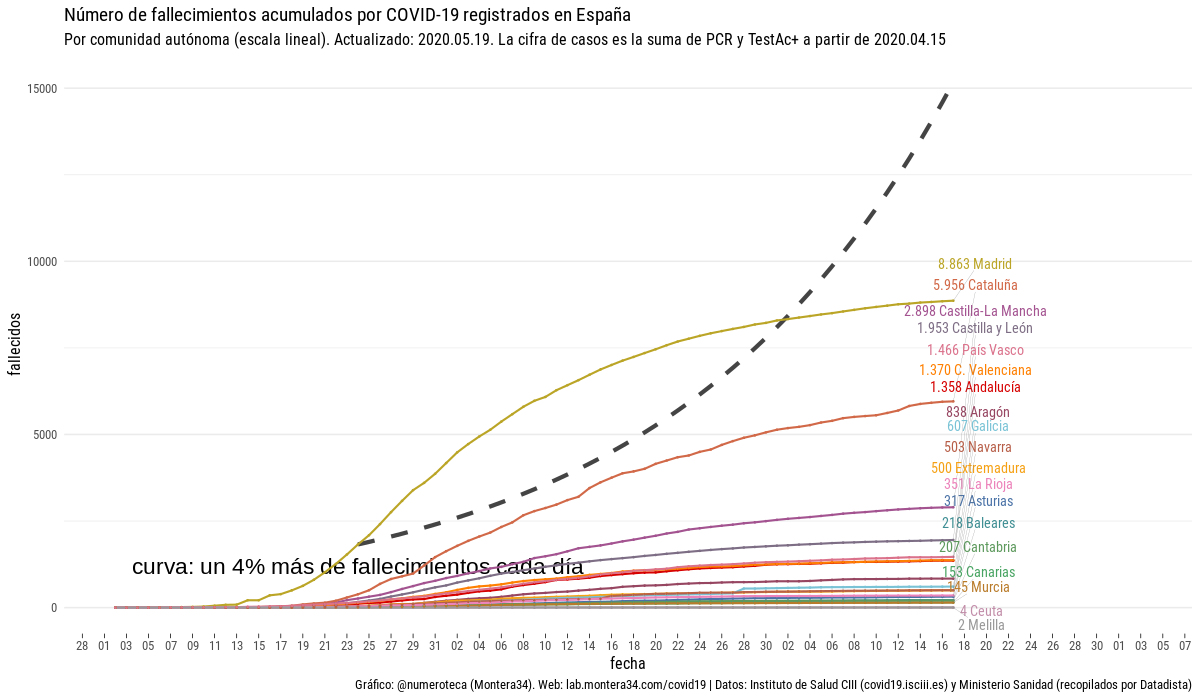 Número de fallecimientos acumulados por COVID-19 registrados en España
Por comunidad autónoma (escala lineal). Actualizado: 2020.05.19. La cifra de casos es la suma de PCR y TestAc+ a partir de 2020.04.15
15000
10000
5000
0
fallecidos
8.863 Madrid
5.956 Cataluña
2.898 Castilla-La Mancha
1.953 Castilla y León
1.466 País Vasco
1.370 C. Valenciana
1.358 Andalucía
838 Aragón
607 Galicia
503 Navarra
500 Extremadura
351 La Rioja
317 Asturias
218 Baleares
207 Cantabria
153 Canarias
145 Murcia
4 Ceuta
2 Melilla
curva: un 4% más de fallecimientos cada día
28 01 03 05 07 09 11 13 15 17 19 21 23 25 27 29 31 02 04 06 08 10 12 14 16 18 20 22 24 26 28 30 02 04 06 08 10 12 14 16 18 20 22 24 26 28 30 01 03 05 07
fecha
Gráfico: @numeroteca (Montera34). Web: lab.montera34.com/covid19 | Datos: Instituto de Salud CIII (covid19.isciii.es) y Ministerio Sanidad (recopilados por Datadista)